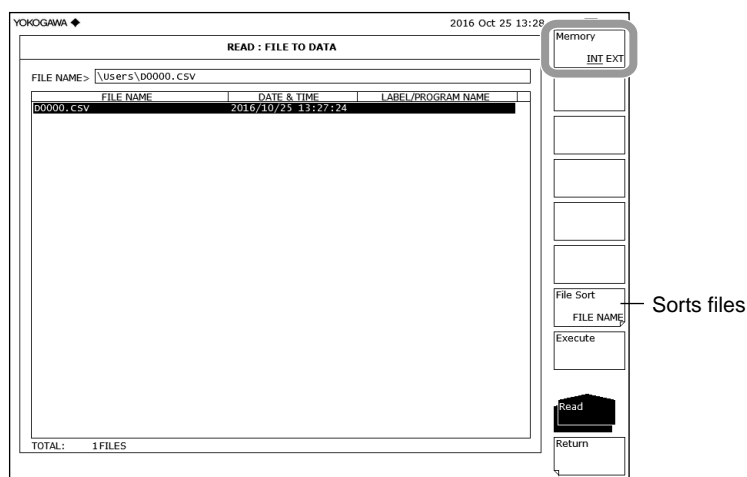 YOKOGAWA ◆ 2016 Oct 25 13:28
READ : FILE TO DATA
FILE NAME> \Users\D0000.CSV
FILE NAME DATE & TIME LABEL/PROGRAM NAME
D0000.CSV 2016/10/25 13:27:24
TOTAL: 1FILES
Memory
INT EXT
File Sort
FILE NAME
Sorts files
Execute
Read
Return